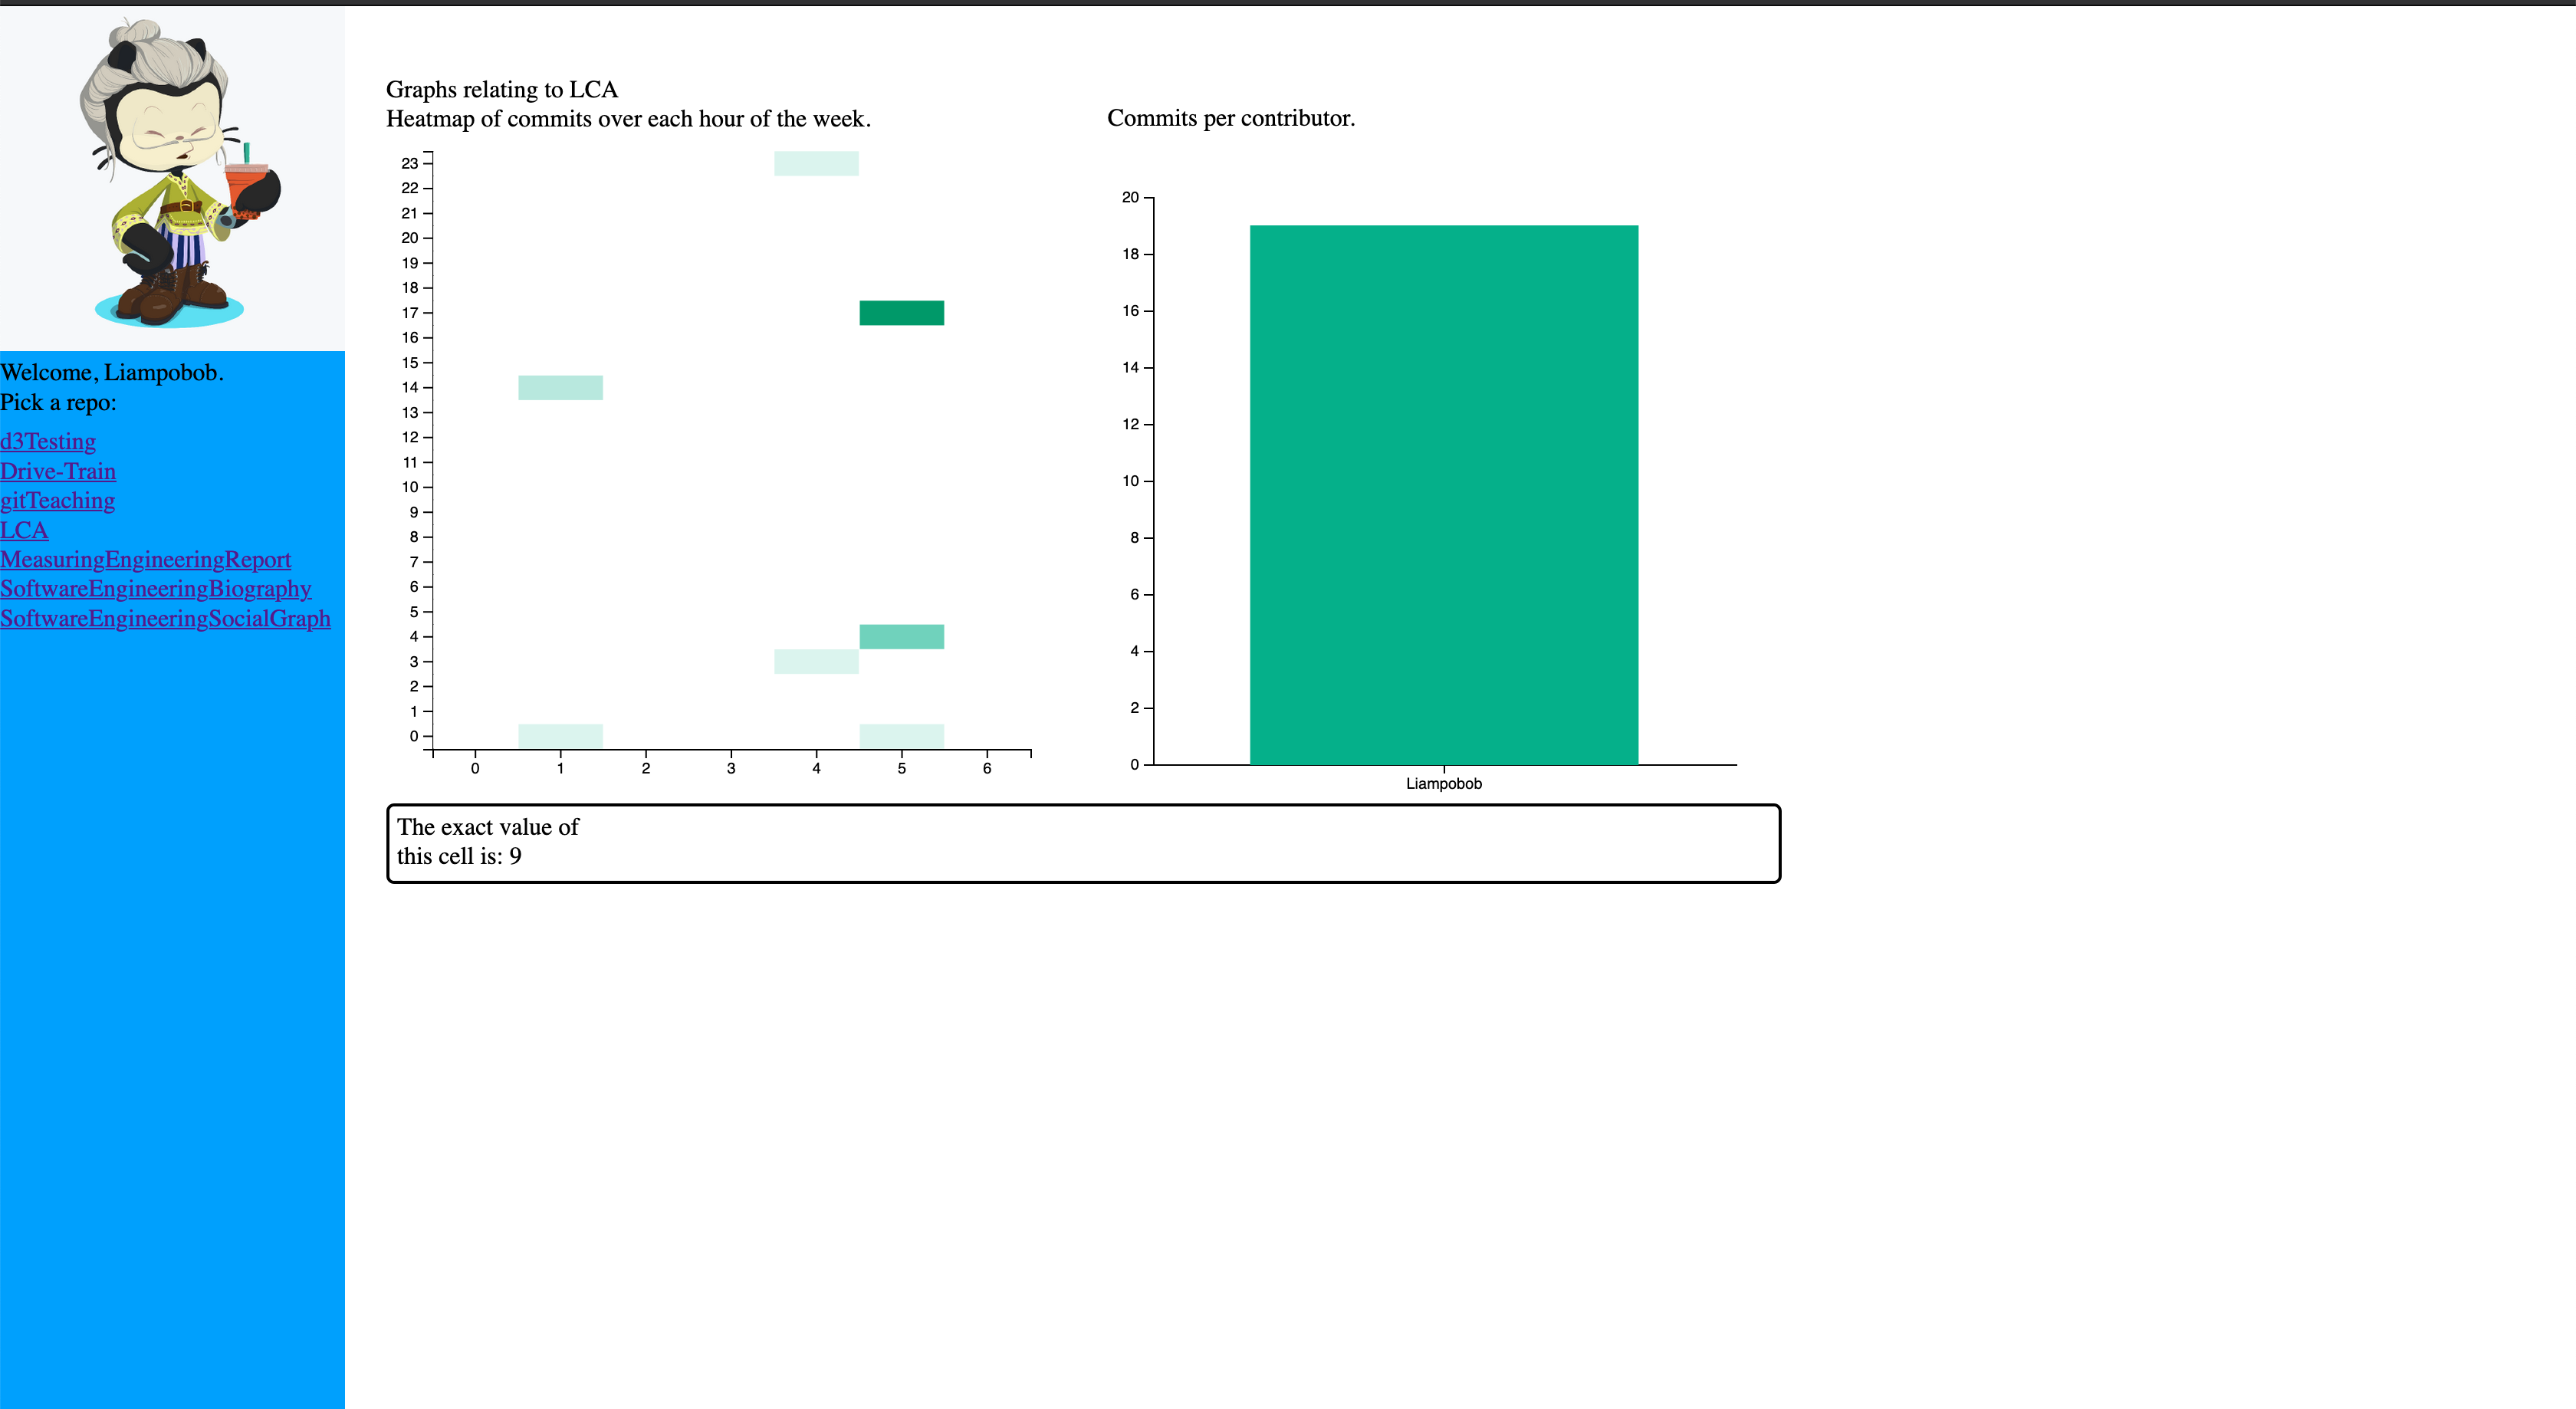 Welcome, Liampobob.
Pick a repo:
d3Testing
Drive-Train
gitTeaching
LCA
MeasuringEngineeringReport
SoftwareEngineeringBiography
SoftwareEngineeringSocialGraph
Graphs relating to LCA
Heatmap of commits over each hour of the week.
23
22
21
20
19
18
17
16
15
14
13
12
11
10
9
8
7
6
5
4
3
2
1
0
0 1 2 3 4 5 6
Commits per contributor.
20
18
16
14
12
10
8
6
4
2
0
Liampobob
The exact value of
this cell is: 9